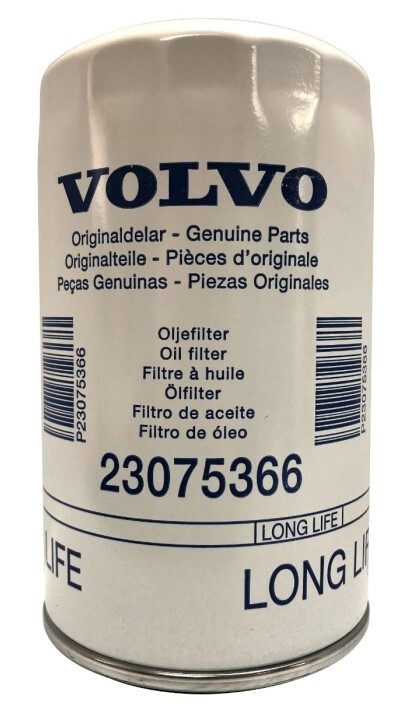 VOLVO
Originaldelar - Genuine Parts
Originalteile - Pièces d'originale
Peças Genuinas - Piezas Originales
Oljefilter
Oil filter
Filtre à huile
Ölfilter
Filtro de aceite
Filtro de óleo
P23075366
P23075366
23075366
LONG LIFE
LIFE
LONG LIF